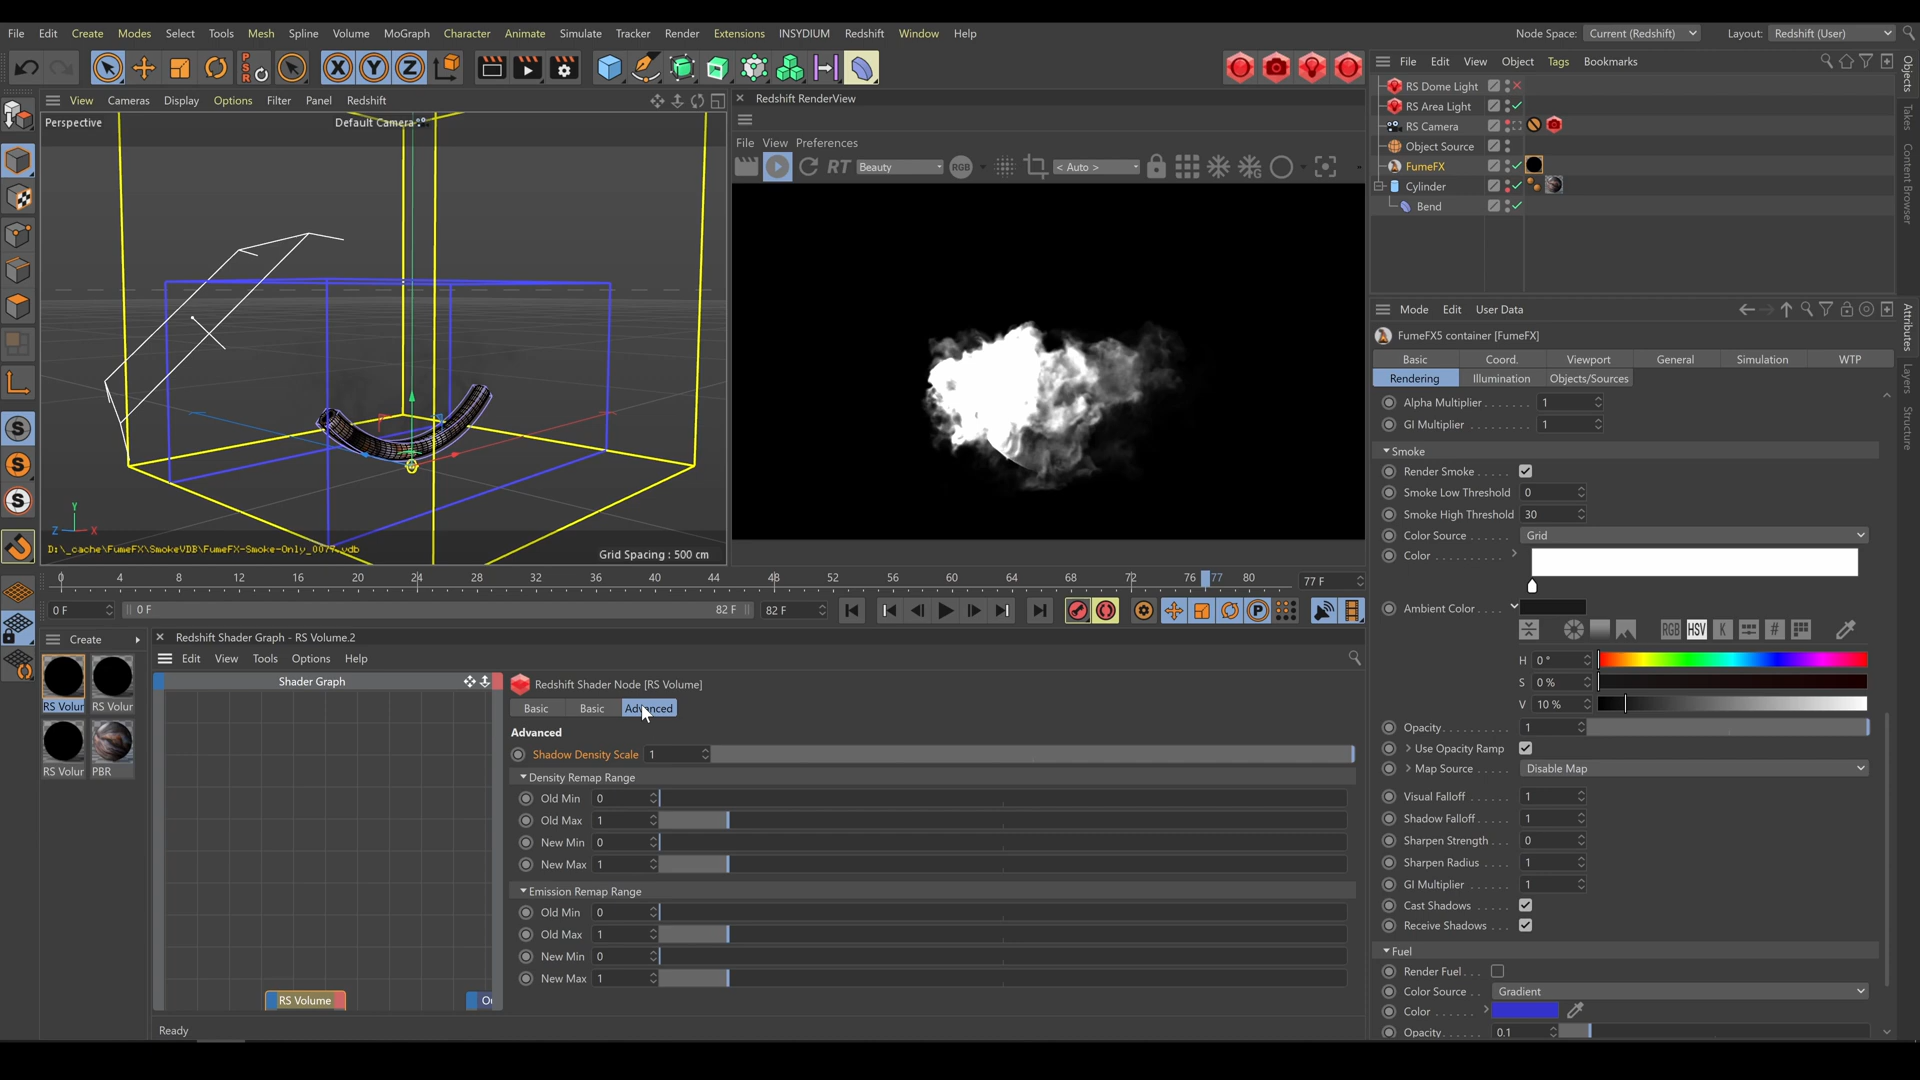 File Edit Create Modes Select Tools Mesh Spline Volume MoGraph Character Animate Simulate Tracker Render Extensions INSYDIUM Redshift Window Help
Node Space: Current (Redshift) Layout: Redshift (User)
PSR
X Y Z
File Edit View Object Tags Bookmarks
View Cameras Display Options Filter Panel Redshift
Perspective
Default Camera
Grid Spacing : 500 cm
Redshift RenderView
File View Preferences
RT Beauty RGB < Auto >
RS Dome Light
RS Area Light
RS Camera
Object Source
FumeFX
Cylinder
Bend
Objects
Takes
Content Browser
Attributes
Layers
Structure
Mode Edit User Data
FumeFX5 container [FumeFX]
Basic Coord. Viewport General Simulation WTP
Rendering Illumination Objects/Sources
Alpha Multiplier . . . . . . 1
GI Multiplier . . . . . . . . 1
Smoke
Render Smoke . . . .
Smoke Low Threshold 0
Smoke High Threshold 30
Color Source . . . . . Grid
Color . . . . . . . . . .
Ambient Color . . . .
RGB HSV K #
H 0 °
S 0 %
V 10 %
Opacity. . . . . . . . . 1
Use Opacity Ramp
Map Source . . . . . Disable Map
Visual Falloff . . . . . 1
Shadow Falloff . . . . 1
Sharpen Strength . . 0
Sharpen Radius . . . 1
GI Multiplier . . . . . 1
Cast Shadows . . . .
Receive Shadows . . .
Fuel
Render Fuel . . .
Color Source . . Gradient
Color . . . . . .
Opacity. . . . . 0.1
0 4 8 12 16 20 24 28 32 36 40 44 48 52 56 60 64 68 72 76 77 80 77 F
0 F 0 F 82 F 82 F
Create
RS Volur RS Volur
RS Volur PBR
Redshift Shader Graph - RS Volume.2
Edit View Tools Options Help
Shader Graph
RS Volume
Redshift Shader Node [RS Volume]
Basic Basic Advanced
Advanced
Shadow Density Scale 1
Density Remap Range
Old Min 0
Old Max 1
New Min 0
New Max 1
Emission Remap Range
Old Min 0
Old Max 1
New Min 0
New Max 1
Ready